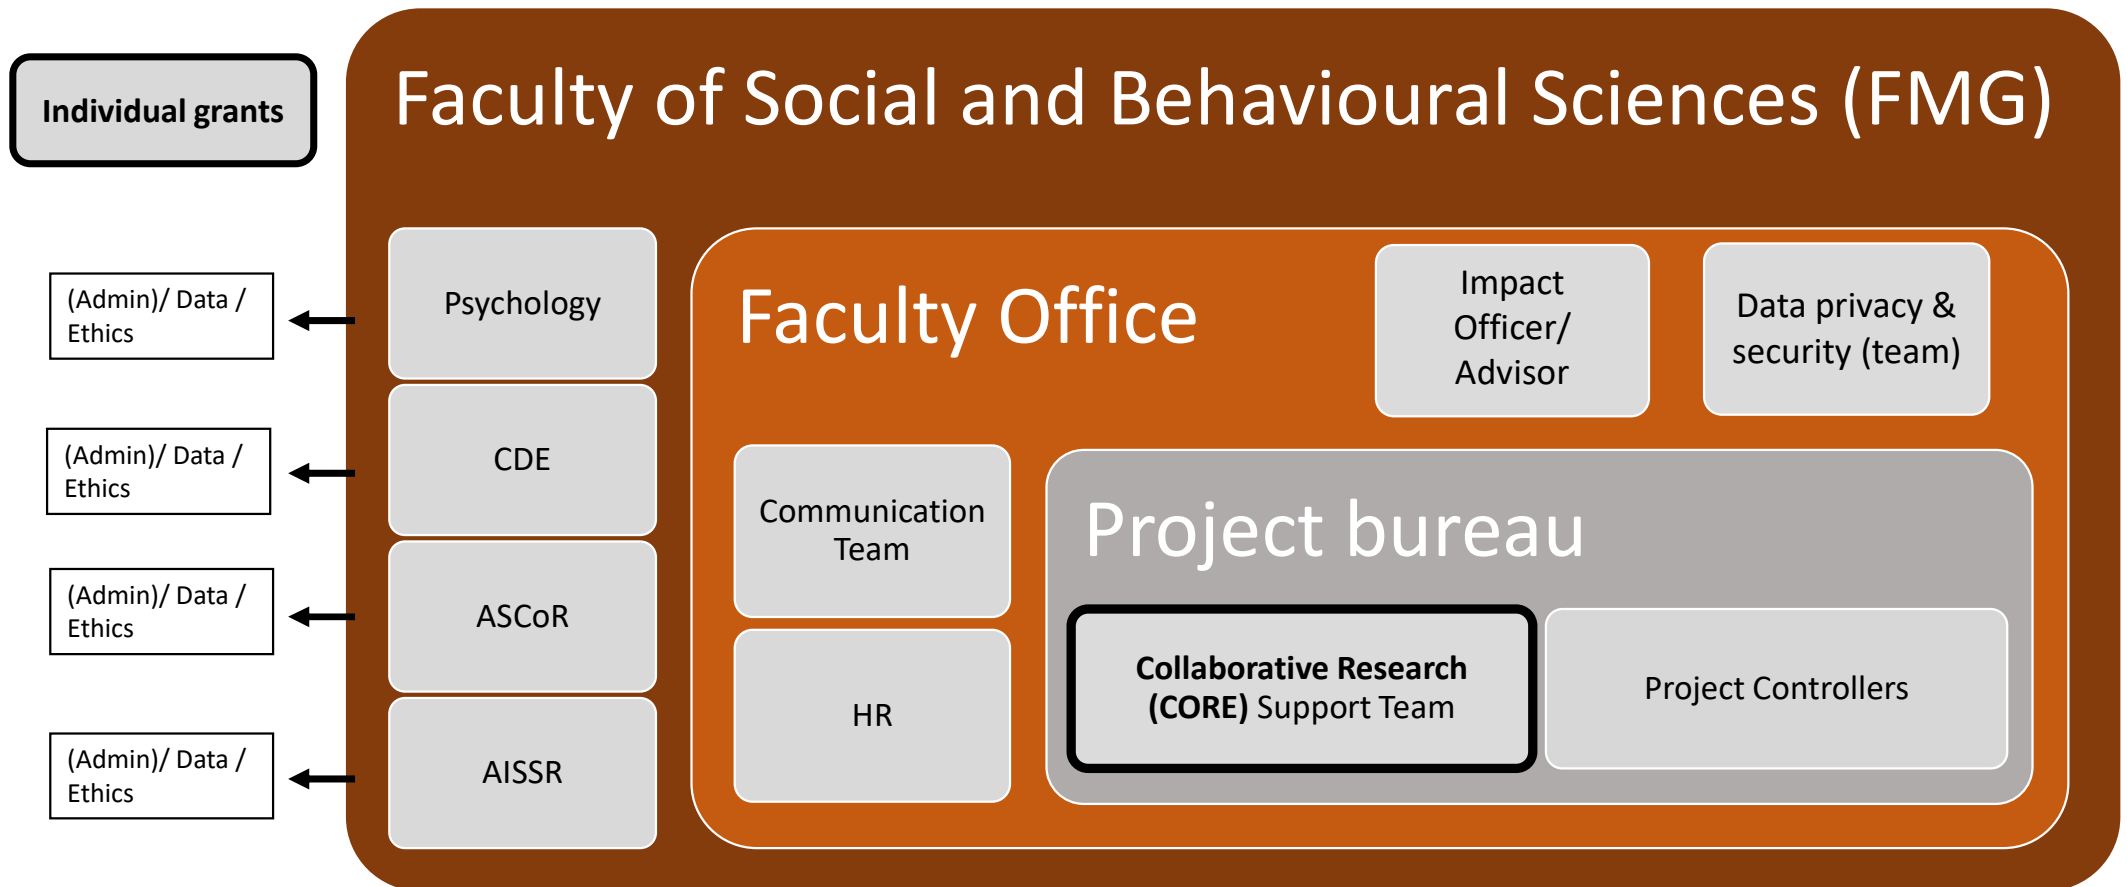 Individual grants
Faculty of Social and Behavioural Sciences (FMG)
(Admin)/ Data /
Ethics
(Admin)/ Data /
Ethics
(Admin)/ Data /
Ethics
(Admin)/ Data /
Ethics
Psychology
CDE
ASCoR
AISSR
Faculty Office
Impact
Officer/
Advisor
Data privacy &
security (team)
Communication
Team
HR
Project bureau
Collaborative Research
(CORE) Support Team
Project Controllers